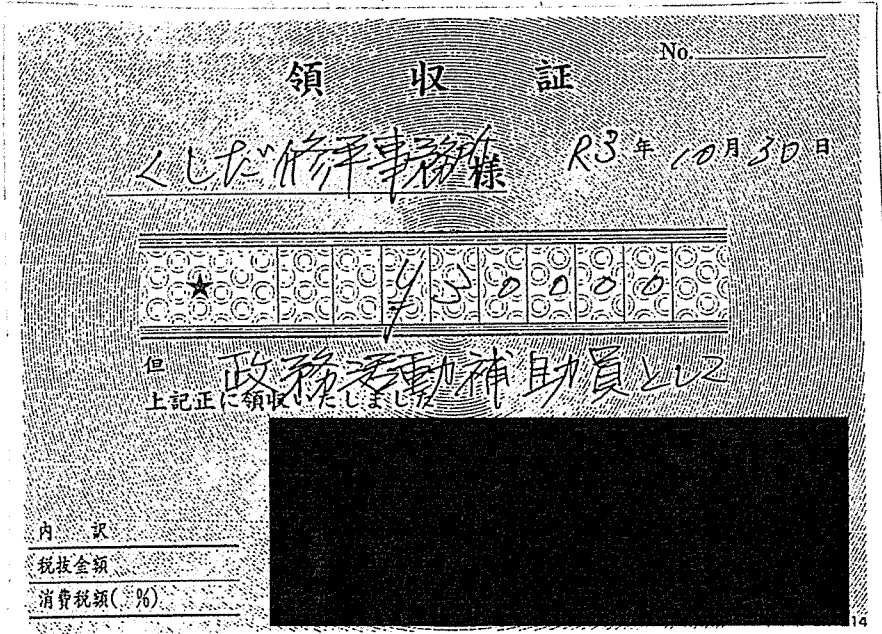 No.
領収証
くしだ修平事務所様 R3年10月30日
★ ¥30000
但 政務活動補助員として
上記正に領収いたしました
内訳
税抜金額
消費税額( %)
14